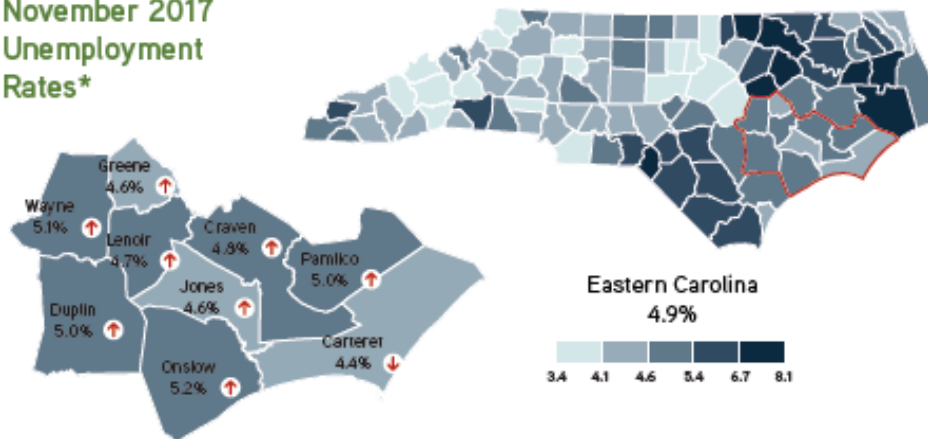 November 2017
Unemployment
Rates*
Greene
4.6%
Wayne
5.1%
Lenoir
4.7%
Craven
4.8%
Pamlico
5.0%
Jones
4.6%
Duplin
5.0%
Carteret
4.4%
Onslow
5.2%
Eastern Carolina
4.9%
3.4 4.1 4.6 5.4 6.7 8.1